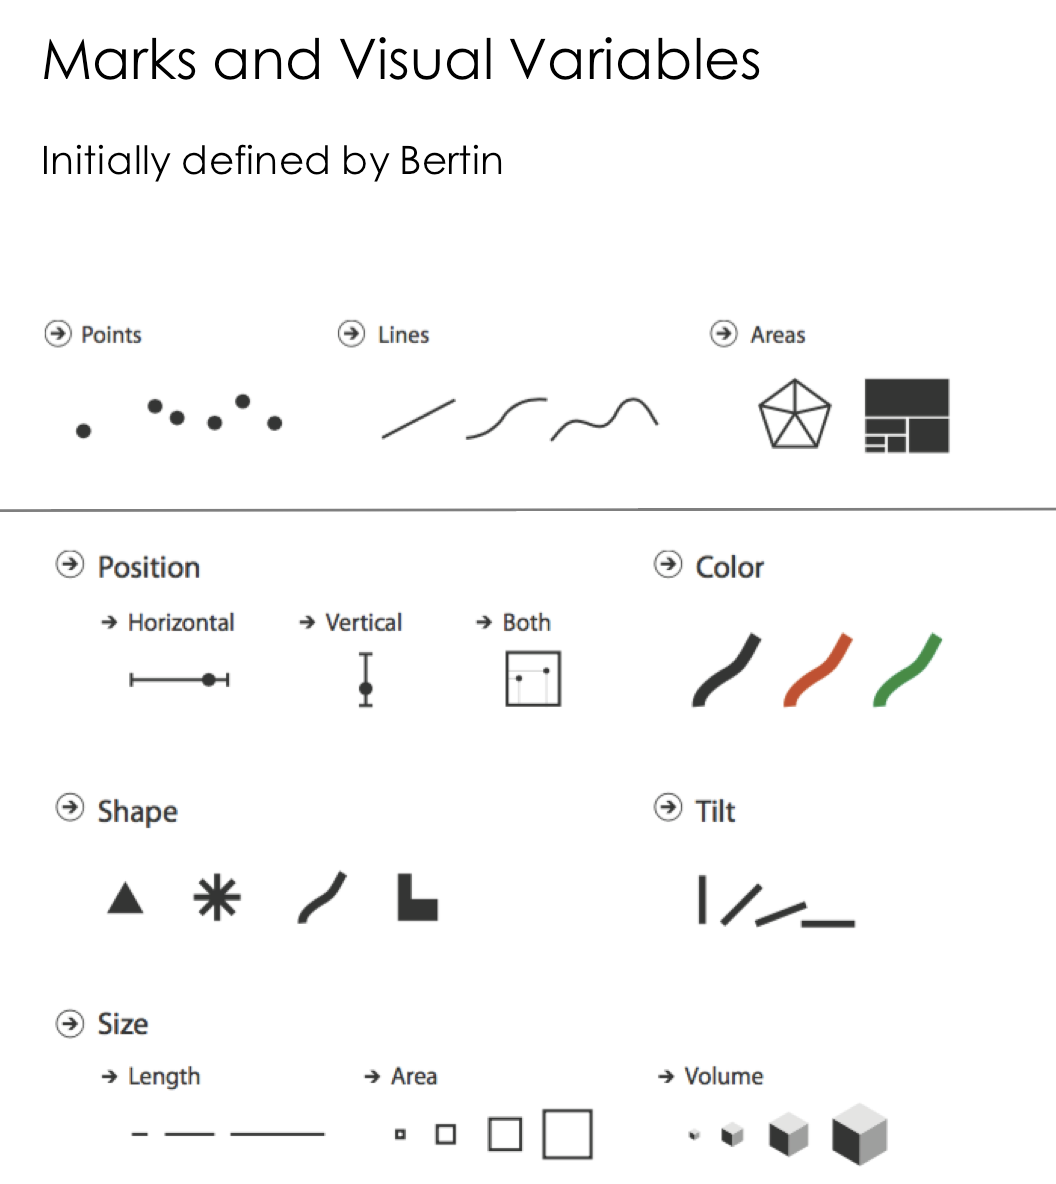 Marks and Visual Variables
Initially defined by Bertin
Points
Lines
Areas
Position
Color
Horizontal
Vertical
Both
Shape
Tilt
Size
Length
Area
Volume